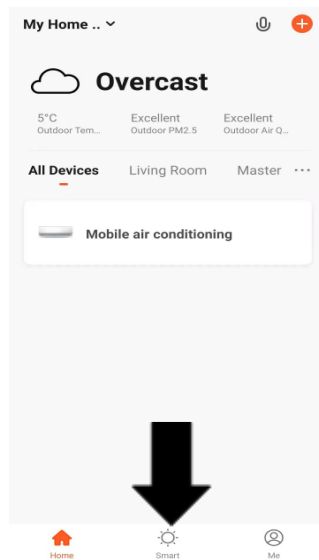 My Home ..
Overcast
5°C Excellent Excellent
Outdoor Tem... Outdoor PM2.5 Outdoor Air Q...
All Devices Living Room Master ...
Mobile air conditioning
Home Smart Me